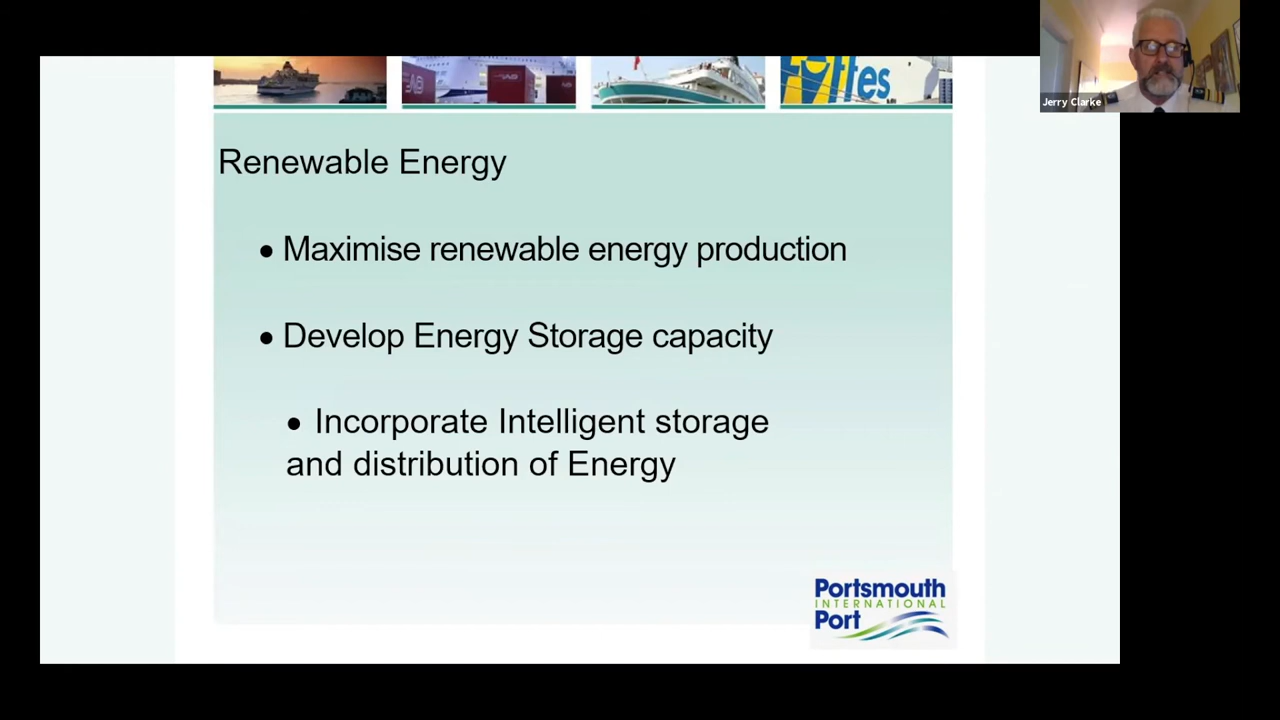 Jerry Clarke
Renewable Energy
• Maximise renewable energy production
• Develop Energy Storage capacity
• Incorporate Intelligent storage
and distribution of Energy
Portsmouth
INTERNATIONAL
Port